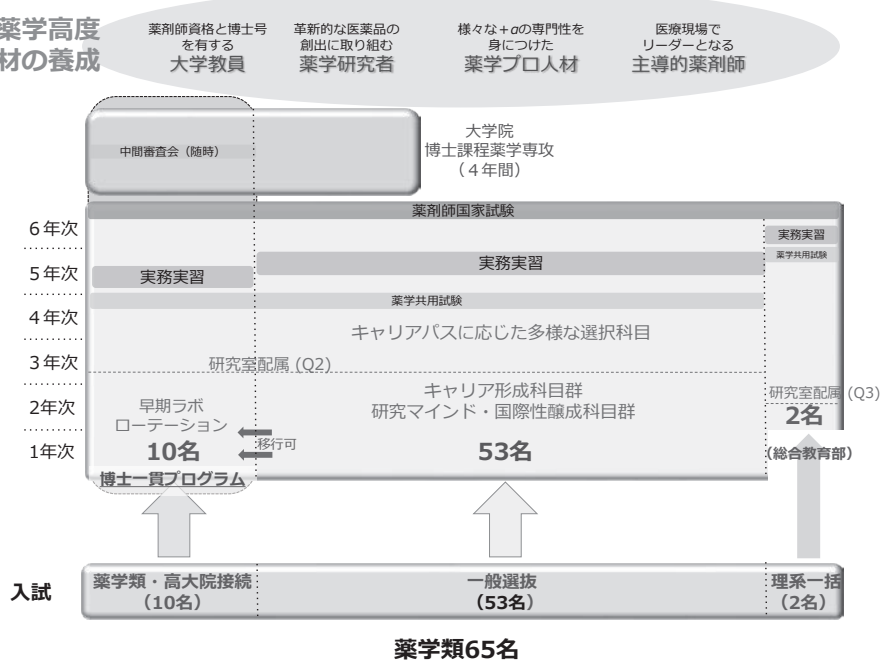 薬学高度
材の養成
薬剤師資格と博士号
を有する
大学教員
革新的な医薬品の
創出に取り組む
薬学研究者
様々な+αの専門性を
身につけた
薬学プロ人材
医療現場で
リーダーとなる
主導的薬剤師
中間審査会（随時）
大学院
博士課程薬学専攻
（４年間）
薬剤師国家試験
6年次
実務実習
薬学共用試験
5年次
実務実習
実務実習
薬学共用試験
4年次
キャリアパスに応じた多様な選択科目
3年次
研究室配属 (Q2)
2年次
早期ラボ
ローテーション
キャリア形成科目群
研究マインド・国際性醸成科目群
研究室配属 (Q3)
2名
1年次
10名
移行可
53名
（総合教育部）
博士一貫プログラム
入試
薬学類・高大院接続
（10名）
一般選抜
（53名）
理系一括
（2名）
薬学類65名